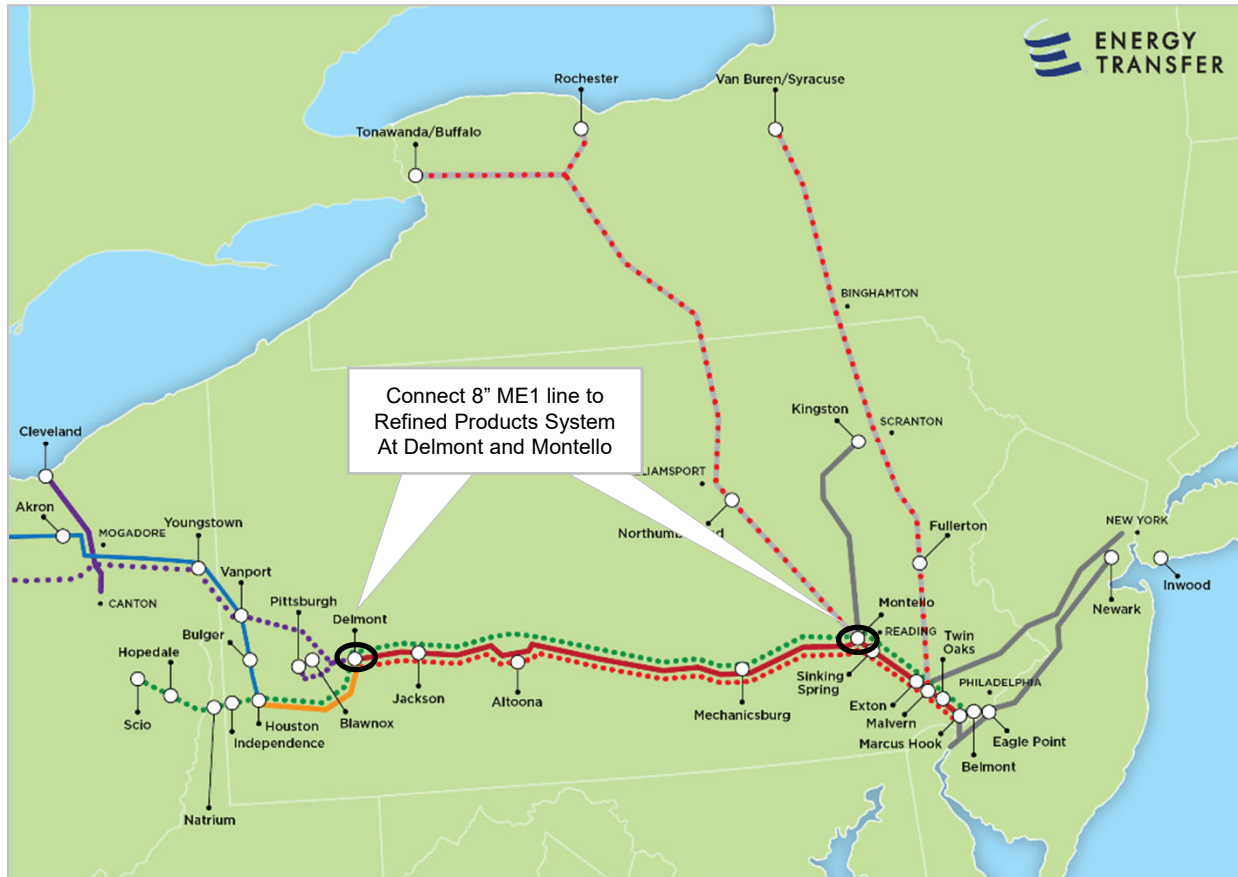 ENERGY
TRANSFER
Rochester
Van Buren/Syracuse
Tonawanda/Buffalo
BINGHAMTON
Connect 8” ME1 line to
Refined Products System
At Delmont and Montello
Kingston
SCRANTON
Cleveland
LIAMSPORT
Akron
MOGADORE
Youngstown
Northumb nd
Fullerton
NEW YORK
Vanport
Inwood
CANTON
Pittsburgh
Delmont
Montello
Newark
Bulger
READING
Twin
Oaks
Hopedale
PHILADELPHIA
Sinking
Spring
Jackson
Altoona
Exton
Scio
Houston
Blawnox
Mechanicsburg
Malvern
Independence
Marcus Hook
Eagle Point
Belmont
Natrium